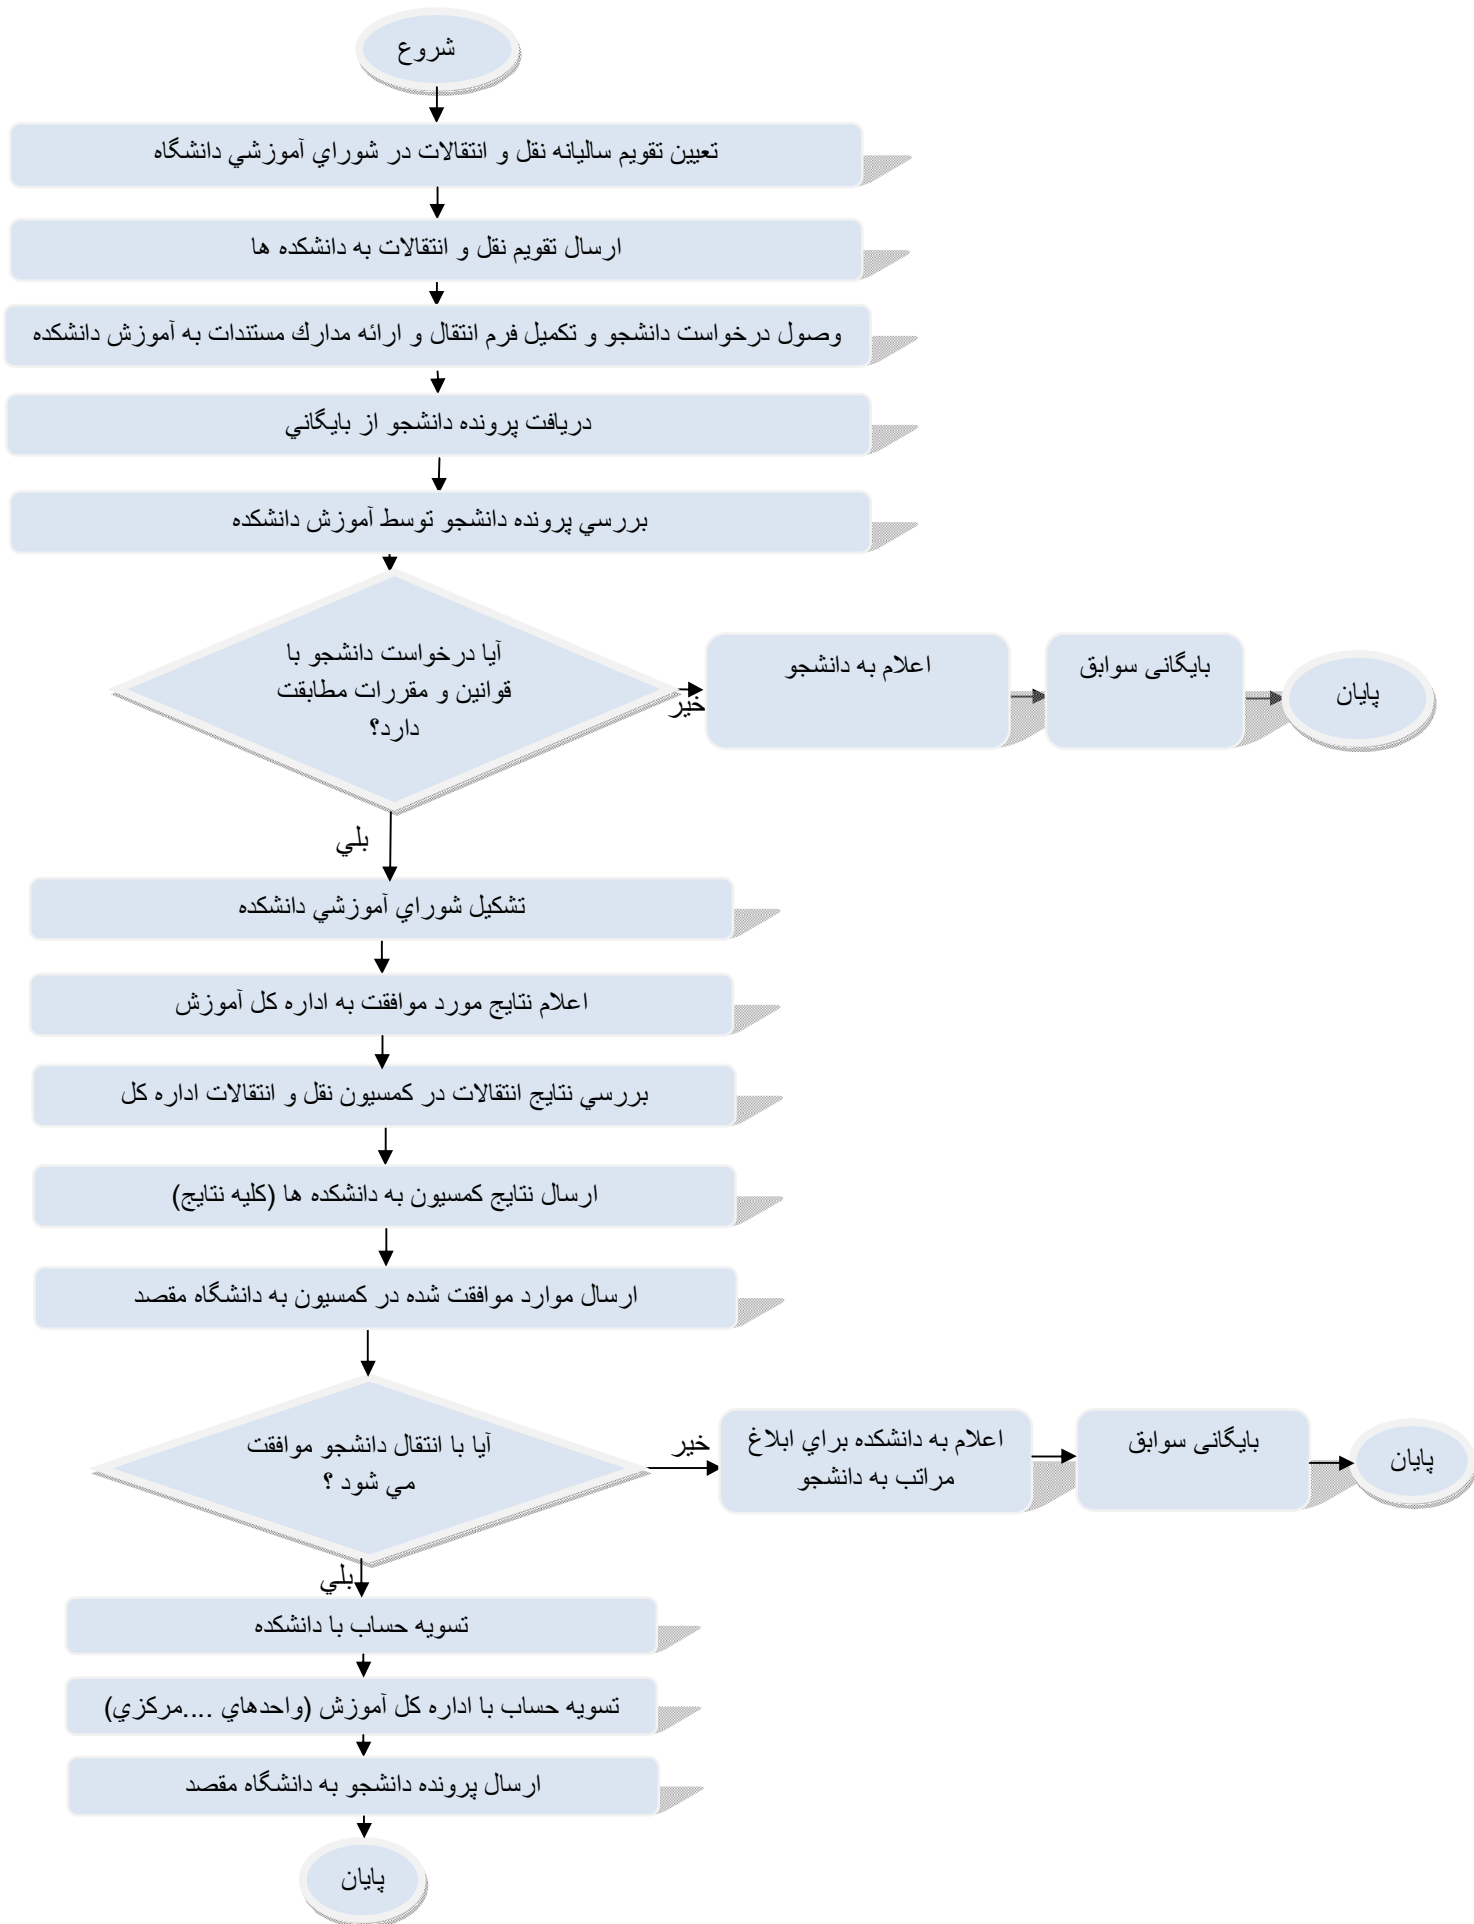 شروع
تعيين تقويم ساليانه نقل و انتقالات در شوراي آموزشي دانشگاه
ارسال تقويم نقل و انتقالات به دانشكده ها
وصول درخواست دانشجو و تكميل فرم انتقال و ارائه مدارك مستندات به آموزش دانشكده
دريافت پرونده دانشجو از بايگاني
بررسي پرونده دانشجو توسط آموزش دانشكده
آيا درخواست دانشجو با
قوانين و مقررات مطابقت
دارد؟
خير
اعلام به دانشجو
بایگانی سوابق
پایان
بلي
تشكيل شوراي آموزشي دانشكده
اعلام نتايج مورد موافقت به اداره كل آموزش
بررسي نتايج انتقالات در كمسيون نقل و انتقالات اداره كل
ارسال نتايج كمسيون به دانشكده ها (كليه نتايج)
ارسال موارد موافقت شده در كمسيون به دانشگاه مقصد
آيا با انتقال دانشجو موافقت
مي شود ؟
خير
اعلام به دانشكده براي ابلاغ
مراتب به دانشجو
بایگانی سوابق
پایان
بلي
تسويه حساب با دانشكده
تسويه حساب با اداره كل آموزش (واحدهاي ....مركزي)
ارسال پرونده دانشجو به دانشگاه مقصد
پایان